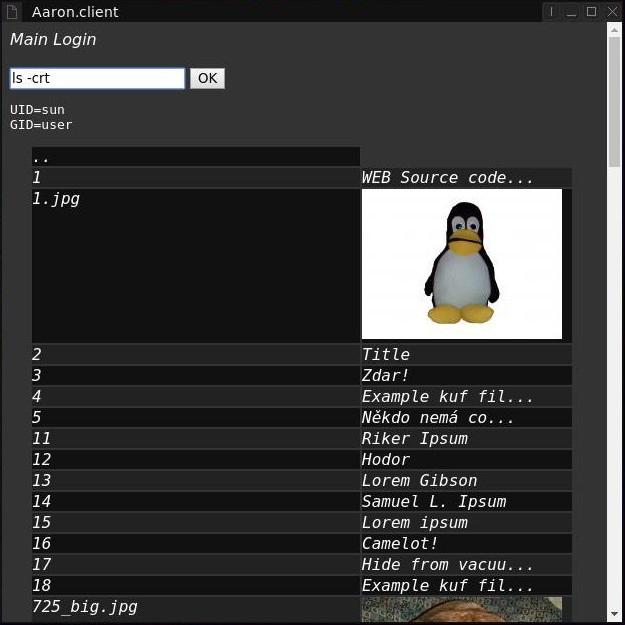 Aaron.client
Main Login
ls -crt OK
UID=sun
GID=user
..
1 WEB Source code...
1.jpg
2 Title
3 Zdar!
4 Example kuf fil...
5 Někdo nemá co...
11 Riker Ipsum
12 Hodor
13 Lorem Gibson
14 Samuel L. Ipsum
15 Lorem ipsum
16 Camelot!
17 Hide from vacuu...
18 Example kuf fil...
725_big.jpg